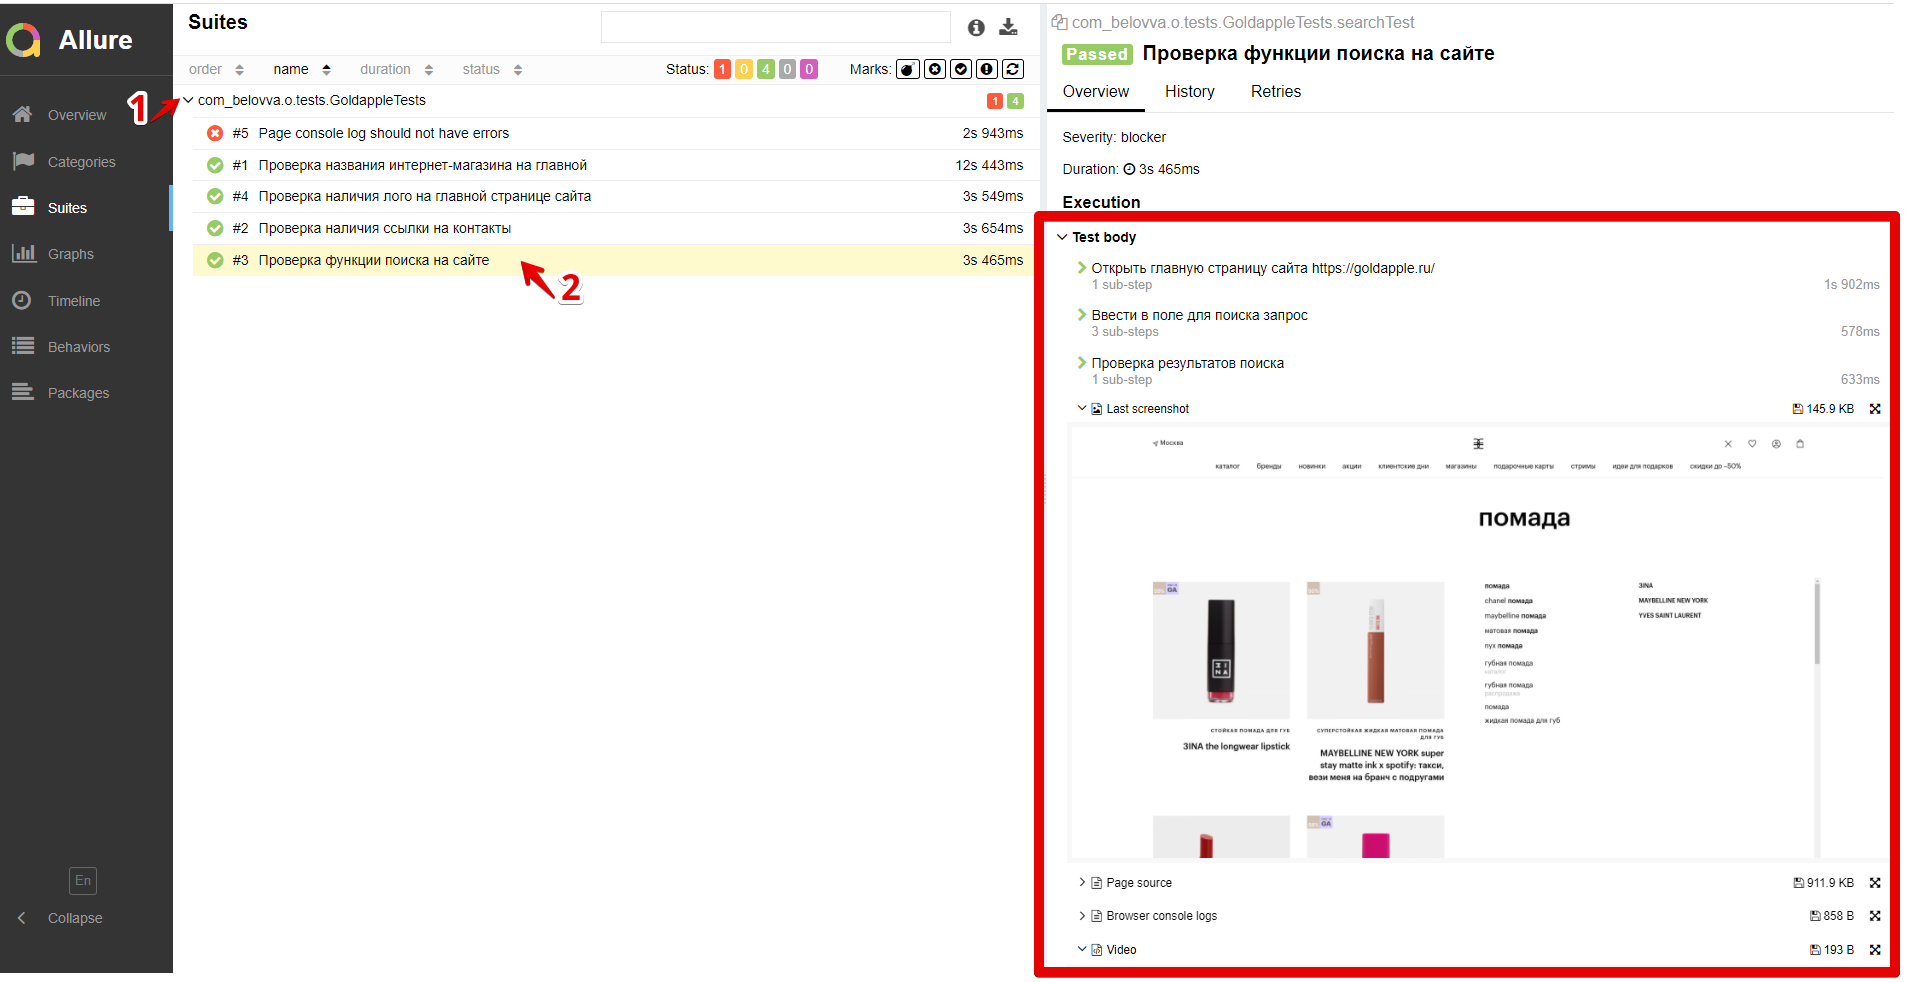 Allure
Overview
Categories
Suites
Graphs
Timeline
Behaviors
Packages
En
Collapse
Suites
order name duration status
Status: 1 0 4 0 0
Marks:
1
com_belovva.o.tests.GoldappleTests 1 4
#5 Page console log should not have errors 2s 943ms
#1 Проверка названия интернет-магазина на главной 12s 443ms
#4 Проверка наличия лого на главной странице сайта 3s 549ms
#2 Проверка наличия ссылки на контакты 3s 654ms
#3 Проверка функции поиска на сайте 3s 465ms
2
com_belovva.o.tests.GoldappleTests.searchTest
Passed Проверка функции поиска на сайте
Overview History Retries
Severity: blocker
Duration: 3s 465ms
Execution
Test body
Открыть главную страницу сайта https://goldapple.ru/
1 sub-step 1s 902ms
Ввести в поле для поиска запрос
3 sub-steps 578ms
Проверка результатов поиска
1 sub-step 633ms
Last screenshot 145.9 KB
Москва
каталог бренды новинки акции клиентские дни магазины подарочные карты стримы идеи для подарков скидки до –50%
помада
GA
3INA
СТОЙКАЯ ПОМАДА ДЛЯ ГУБ
3INA the longwear lipstick
СУПЕРСТОЙКАЯ ЖИДКАЯ МАТОВАЯ ПОМАДА
ДЛЯ ГУБ
MAYBELLINE NEW YORK super
stay matte ink x spotify: такси,
вези меня на бранч с подругами
помада
chanel помада
maybelline помада
матовая помада
nyx помада
губная помада
каталог
губная помада
распродажа
помада
жидкая помада для губ
3INA
MAYBELLINE NEW YORK
YVES SAINT LAURENT
GA
Page source 911.9 KB
Browser console logs 858 B
Video 193 B